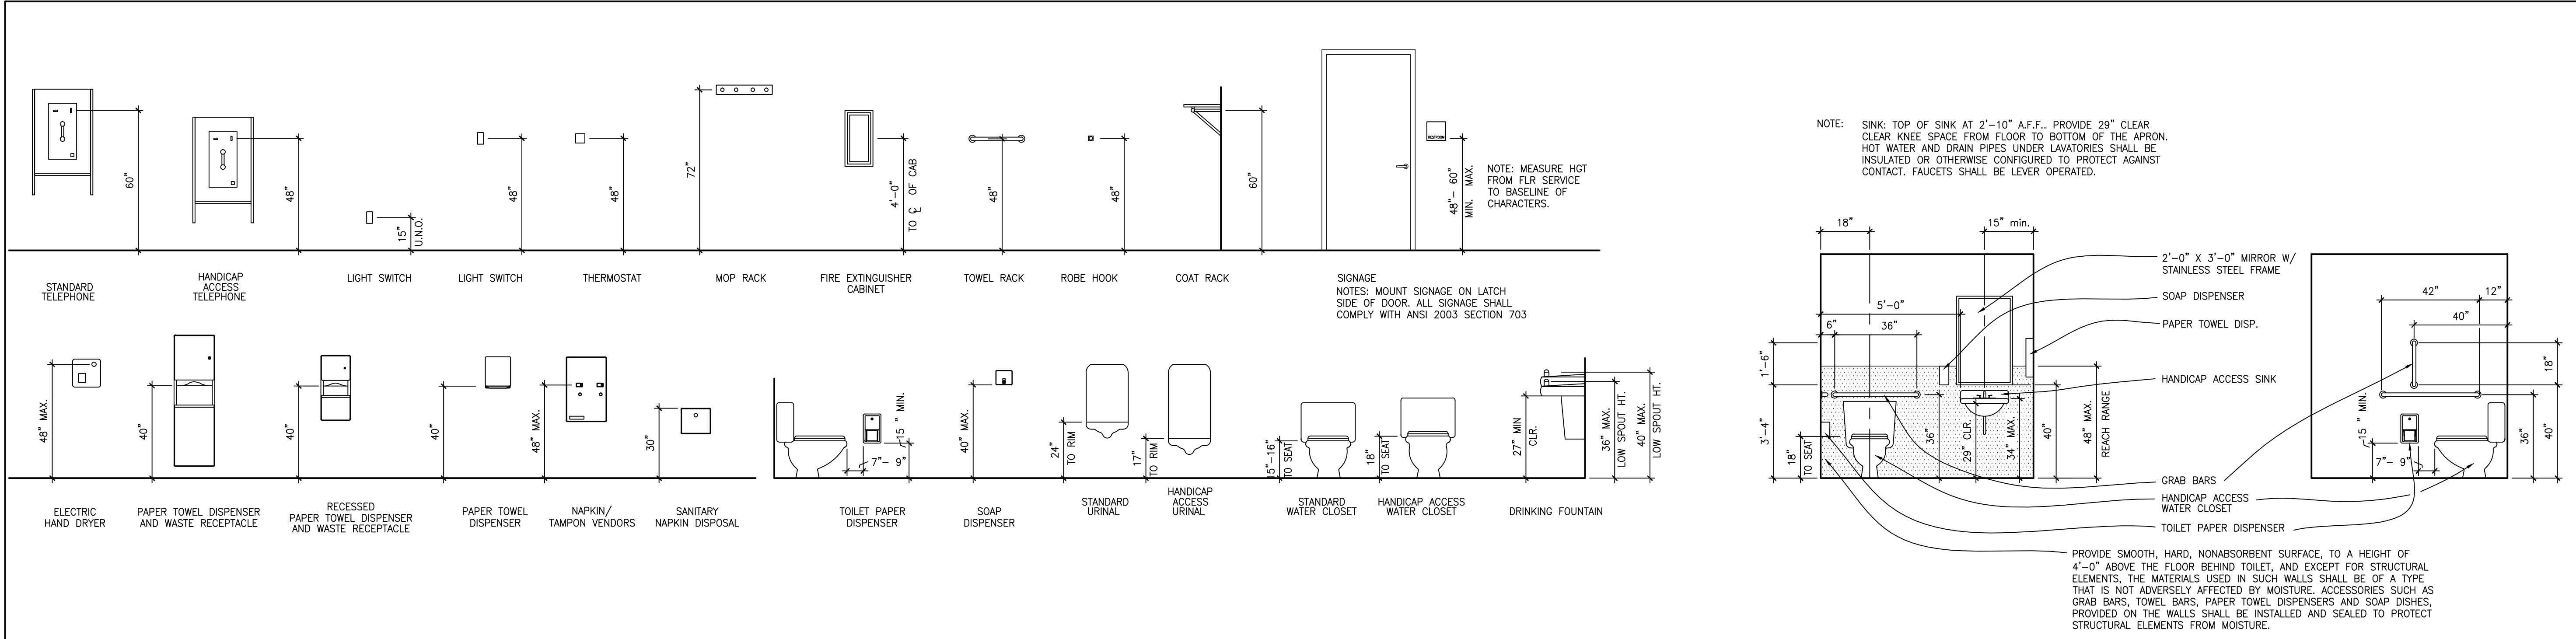 60"
48"
15"
U.N.O.
48"
48"
72"
4'-0"
TO ℄ OF CAB
48"
48"
60"
RESTROOM
48"- 60"
MIN. MAX.
NOTE: MEASURE HGT
FROM FLR SERVICE
TO BASELINE OF
CHARACTERS.
STANDARD
TELEPHONE
HANDICAP
ACCESS
TELEPHONE
LIGHT SWITCH
LIGHT SWITCH
THERMOSTAT
MOP RACK
FIRE EXTINGUISHER
CABINET
TOWEL RACK
ROBE HOOK
COAT RACK
SIGNAGE
NOTES: MOUNT SIGNAGE ON LATCH
SIDE OF DOOR. ALL SIGNAGE SHALL
COMPLY WITH ANSI 2003 SECTION 703
48" MAX.
40"
40"
40"
48" MAX.
30"
15 " MIN.
7"- 9"
40" MAX.
24"
TO RIM
17"
TO RIM
15"-16"
TO SEAT
18"
TO SEAT
27" MIN
CLR.
36" MAX.
LOW SPOUT HT.
40" MAX.
LOW SPOUT HT.
ELECTRIC
HAND DRYER
PAPER TOWEL DISPENSER
AND WASTE RECEPTACLE
RECESSED
PAPER TOWEL DISPENSER
AND WASTE RECEPTACLE
PAPER TOWEL
DISPENSER
NAPKIN/
TAMPON VENDORS
SANITARY
NAPKIN DISPOSAL
TOILET PAPER
DISPENSER
SOAP
DISPENSER
STANDARD
URINAL
HANDICAP
ACCESS
URINAL
STANDARD
WATER CLOSET
HANDICAP ACCESS
WATER CLOSET
DRINKING FOUNTAIN
NOTE: SINK: TOP OF SINK AT 2'-10" A.F.F.. PROVIDE 29" CLEAR
CLEAR KNEE SPACE FROM FLOOR TO BOTTOM OF THE APRON.
HOT WATER AND DRAIN PIPES UNDER LAVATORIES SHALL BE
INSULATED OR OTHERWISE CONFIGURED TO PROTECT AGAINST
CONTACT. FAUCETS SHALL BE LEVER OPERATED.
18"
15" min.
5'-0"
6"
36"
1'-6"
3'-4"
18"
TO SEAT
36"
29" CLR.
34" MAX.
40"
48" MAX.
REACH RANGE
2'-0" X 3'-0" MIRROR W/
STAINLESS STEEL FRAME
SOAP DISPENSER
PAPER TOWEL DISP.
HANDICAP ACCESS SINK
GRAB BARS
HANDICAP ACCESS
WATER CLOSET
TOILET PAPER DISPENSER
42"
12"
40"
18"
15 " MIN.
7"- 9"
36"
40"
PROVIDE SMOOTH, HARD, NONABSORBENT SURFACE, TO A HEIGHT OF
4'-0" ABOVE THE FLOOR BEHIND TOILET, AND EXCEPT FOR STRUCTURAL
ELEMENTS, THE MATERIALS USED IN SUCH WALLS SHALL BE OF A TYPE
THAT IS NOT ADVERSELY AFFECTED BY MOISTURE. ACCESSORIES SUCH AS
GRAB BARS, TOWEL BARS, PAPER TOWEL DISPENSERS AND SOAP DISHES,
PROVIDED ON THE WALLS SHALL BE INSTALLED AND SEALED TO PROTECT
STRUCTURAL ELEMENTS FROM MOISTURE.